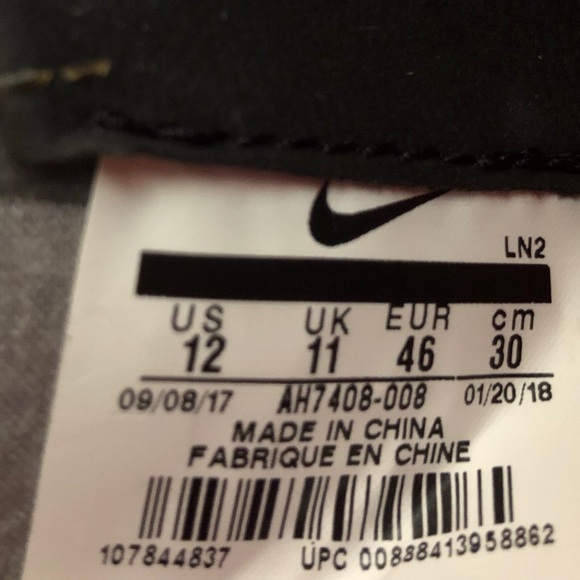 LN2
US UK EUR cm
12 11 46 30
09/08/17 AH7408-008 01/20/18
MADE IN CHINA
FABRIQUE EN CHINE
107844837 UPC 00888413958862